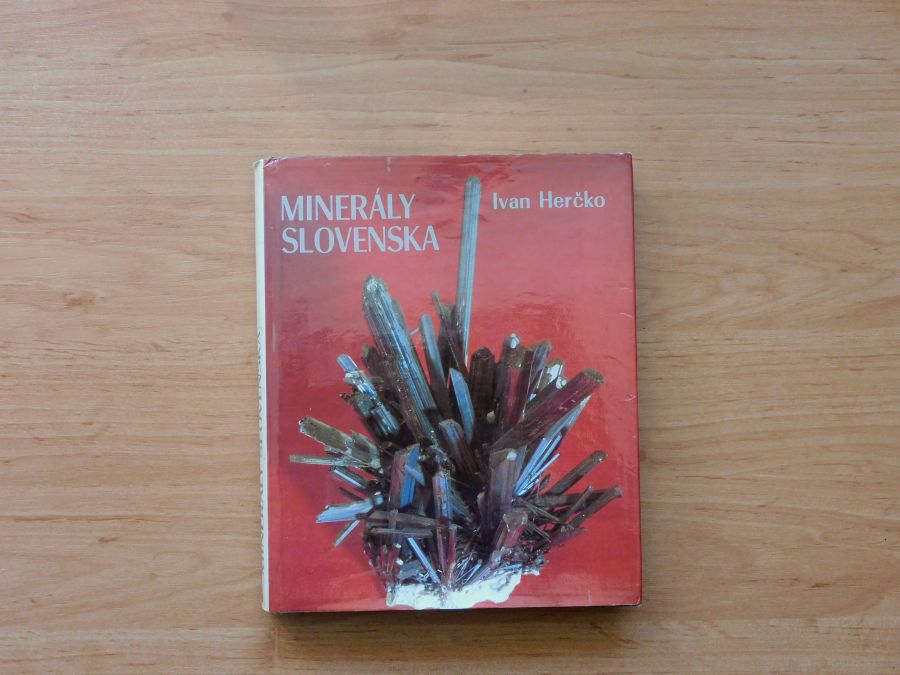 MINERÁLY
SLOVENSKA
Ivan Herčko